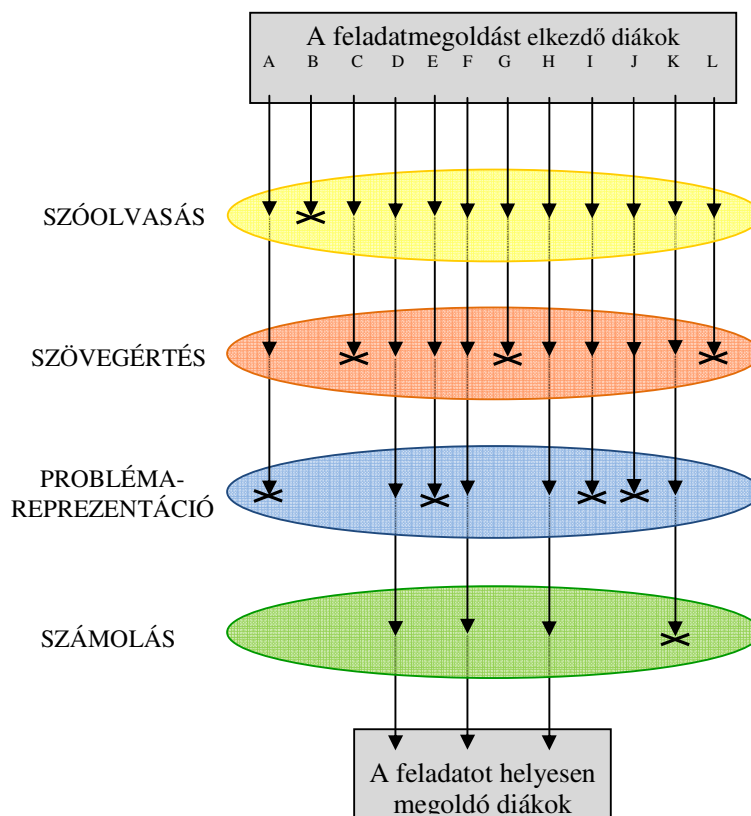 A feladatmegoldást elkezdő diákok
A B C D E F G H I J K L
SZÓOLVASÁS
SZÖVEGÉRTÉS
PROBLÉMA-
REPREZENTÁCIÓ
SZÁMOLÁS
A feladatot helyesen
megoldó diákok